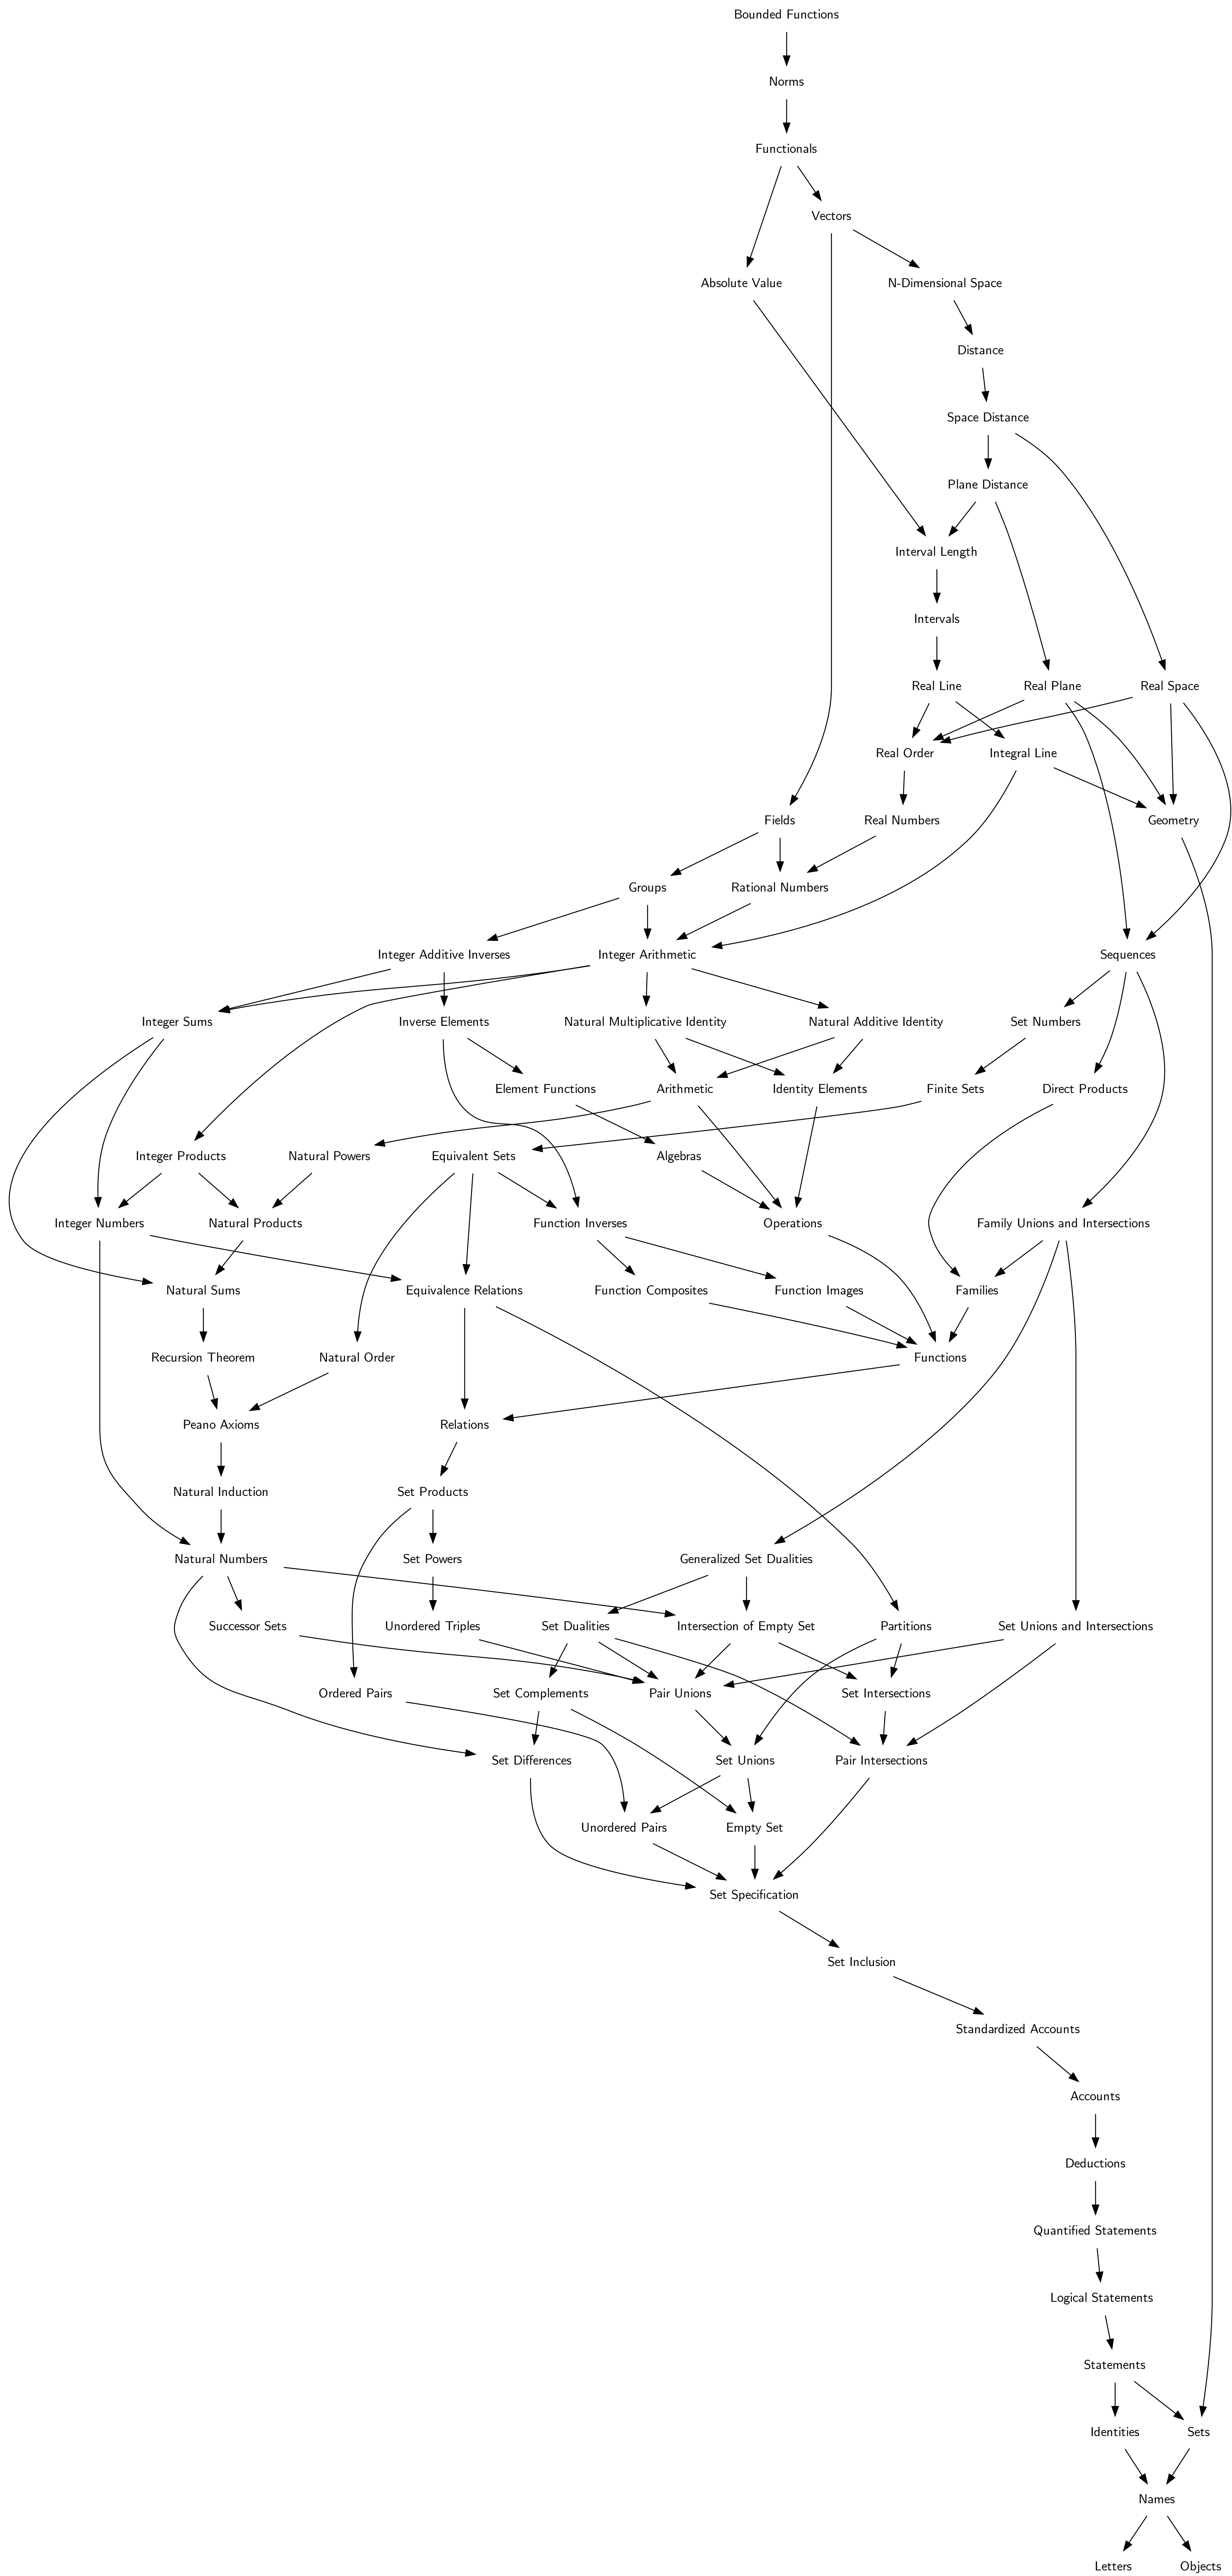 Bounded Functions
Norms
Functionals
Vectors
Absolute Value
N-Dimensional Space
Distance
Space Distance
Plane Distance
Interval Length
Intervals
Real Line
Real Plane
Real Space
Real Order
Integral Line
Fields
Real Numbers
Geometry
Groups
Rational Numbers
Integer Additive Inverses
Integer Arithmetic
Sequences
Integer Sums
Inverse Elements
Natural Multiplicative Identity
Natural Additive Identity
Set Numbers
Element Functions
Arithmetic
Identity Elements
Finite Sets
Direct Products
Integer Products
Natural Powers
Equivalent Sets
Algebras
Integer Numbers
Natural Products
Function Inverses
Operations
Family Unions and Intersections
Natural Sums
Equivalence Relations
Function Composites
Function Images
Families
Recursion Theorem
Natural Order
Functions
Peano Axioms
Relations
Natural Induction
Set Products
Natural Numbers
Set Powers
Generalized Set Dualities
Successor Sets
Unordered Triples
Set Dualities
Intersection of Empty Set
Partitions
Set Unions and Intersections
Ordered Pairs
Set Complements
Pair Unions
Set Intersections
Set Differences
Set Unions
Pair Intersections
Unordered Pairs
Empty Set
Set Specification
Set Inclusion
Standardized Accounts
Accounts
Deductions
Quantified Statements
Logical Statements
Statements
Identities
Sets
Names
Letters
Objects